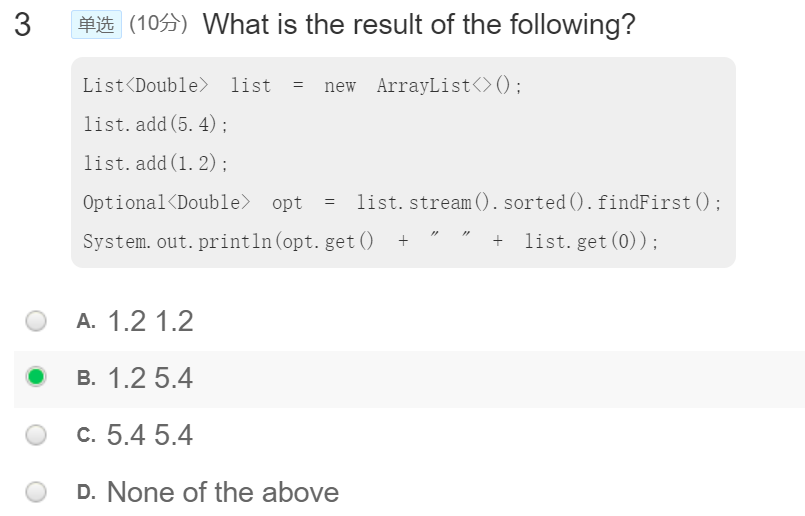 3 单选 (10分) What is the result of the following?
List<Double> list = new ArrayList<>();
list.add(5.4);
list.add(1.2);
Optional<Double> opt = list.stream().sorted().findFirst();
System.out.println(opt.get() + " " + list.get(0));
A. 1.2 1.2
B. 1.2 5.4
C. 5.4 5.4
D. None of the above